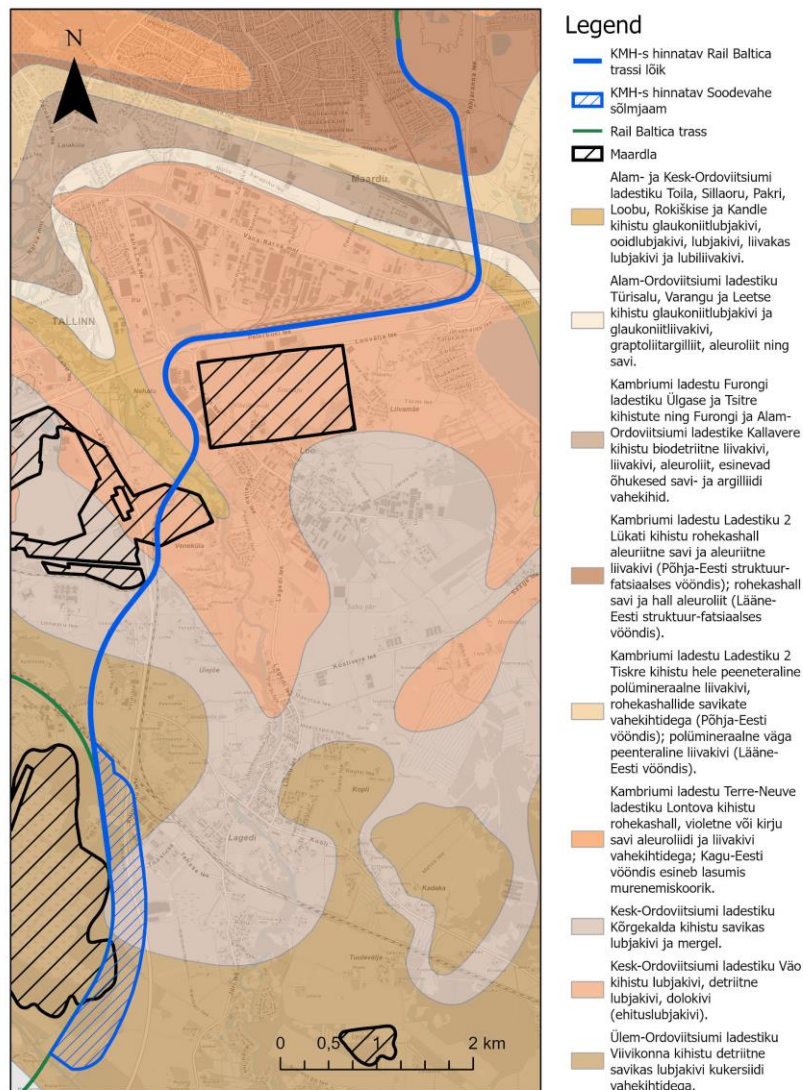 N
Maardu
TALLINN
Loo
Liivamäe
Lagedi
Kopli
Kadaka
0 0,5 1 2 km
Legend
KMH-s hinnatav Rail Baltica
trassi lõik
KMH-s hinnatav Soodevahe
sõlmjaam
Rail Baltica trass
Maardla
Alam- ja Kesk-Ordoviitsiumi
ladestiku Toila, Sillaoru, Pakri,
Loobu, Rokiškise ja Kandle
kihistu glaukoniitlubjakivi,
ooidlubjakivi, lubjakivi, liivakas
lubjakivi ja lubiliivakivi.
Alam-Ordoviitsiumi ladestiku
Türisalu, Varangu ja Leetse
kihistu glaukoniitlubjakivi ja
glaukoniitliivakivi,
graptoliitargilliit, aleuroliit ning
savi.
Kambriumi ladestu Furongi
ladestiku Ülgase ja Tsitre
kihistute ning Furongi ja Alam-
Ordoviitsiumi ladestike Kallavere
kihistu biodetriitne liivakivi,
liivakivi, aleuroliit, esinevad
õhukesed savi- ja argilliidi
vahekihid.
Kambriumi ladestu Ladestiku 2
Lükati kihistu rohekashall
aleuriitne savi ja aleuriitne
liivakivi (Põhja-Eesti struktuur-
fatsiaalses vööndis); rohekashall
savi ja hall aleuroliit (Lääne-
Eesti struktuur-fatsiaalses
vööndis).
Kambriumi ladestu Ladestiku 2
Tiskre kihistu hele peeneteraline
polümineraalne liivakivi,
rohekashallide savikate
vahekihtidega (Põhja-Eesti
vööndis); polümineraalne väga
peenteraline liivakivi (Lääne-
Eesti vööndis).
Kambriumi ladestu Terre-Neuve
ladestiku Lontova kihistu
rohekashall, violetne või kirju
savi aleuroliidi ja liivakivi
vahekihtidega; Kagu-Eesti
vööndis esineb lasumis
murenemiskoorik.
Kesk-Ordoviitsiumi ladestiku
Kõrgekalda kihistu savikas
lubjakivi ja mergel.
Kesk-Ordoviitsiumi ladestiku Väo
kihistu lubjakivi, detriitne
lubjakivi, dolokivi
(ehituslubjakivi).
Ülem-Ordoviitsiumi ladestiku
Viivikonna kihistu detriitne
savikas lubjakivi kukersiidi
vahekihtidega.